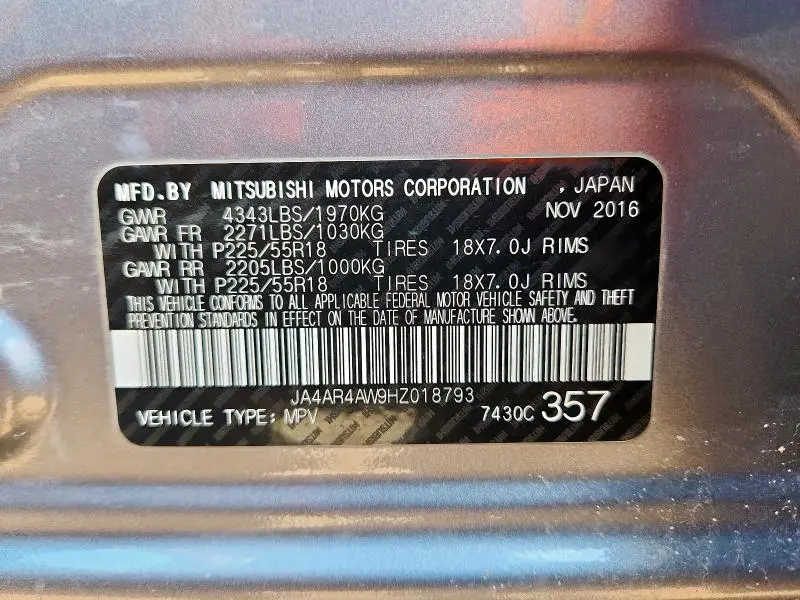 MFD.BY MITSUBISHI MOTORS CORPORATION , JAPAN
GVWR 4343LBS/1970KG NOV 2016
GAWR FR 2271LBS/1030KG
WITH P225/55R18 TIRES 18X7.0J RIMS
GAWR RR 2205LBS/1000KG
WITH P225/55R18 TIRES 18X7.0J RIMS
THIS VEHICLE CONFORMS TO ALL APPLICABLE FEDERAL MOTOR VEHICLE SAFETY AND THEFT
PREVENTION STANDARDS IN EFFECT ON THE DATE OF MANUFACTURE SHOWN ABOVE.
JA4AR4AW9HZ018793
VEHICLE TYPE: MPV 7430C 357